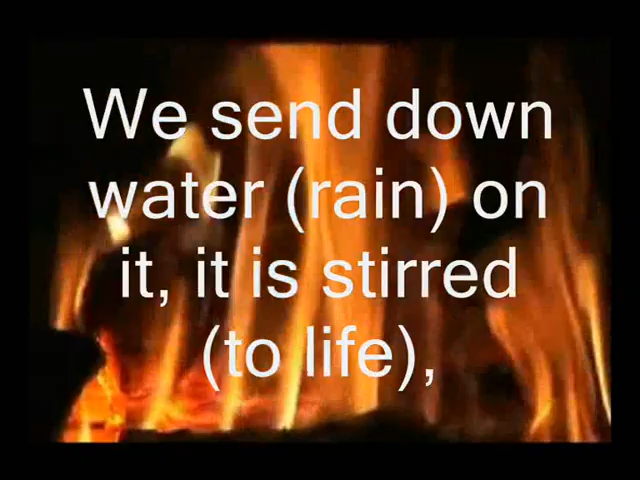 We send down
water (rain) on
it, it is stirred
(to life),